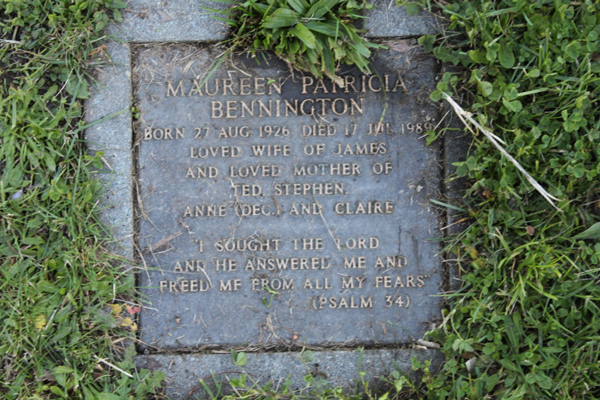 MAUREEN PATRICIA
BENNINGTON
BORN 27 AUG 1926 DIED 17 JUL 1989
LOVED WIFE OF JAMES
AND LOVED MOTHER OF
TED, STEPHEN,
ANNE (DEC.) AND CLAIRE
"I SOUGHT THE LORD
AND HE ANSWERED ME AND
FREED ME FROM ALL MY FEARS"
(PSALM 34)